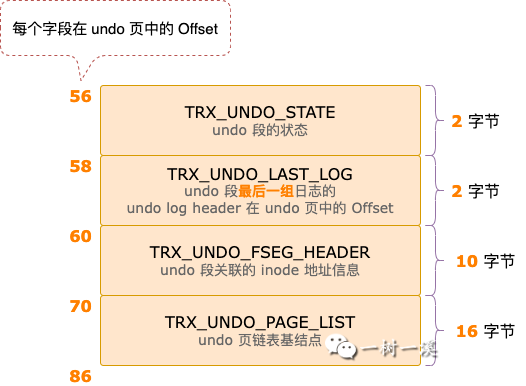 每个字段在 undo 页中的 Offset
56
TRX_UNDO_STATE
undo 段的状态
2 字节
58
TRX_UNDO_LAST_LOG
undo 段最后一组日志的
undo log header 在 undo 页中的 Offset
2 字节
60
TRX_UNDO_FSEG_HEADER
undo 段关联的 inode 地址信息
10 字节
70
TRX_UNDO_PAGE_LIST
undo 页链表基结点
16 字节
一树一溪
86